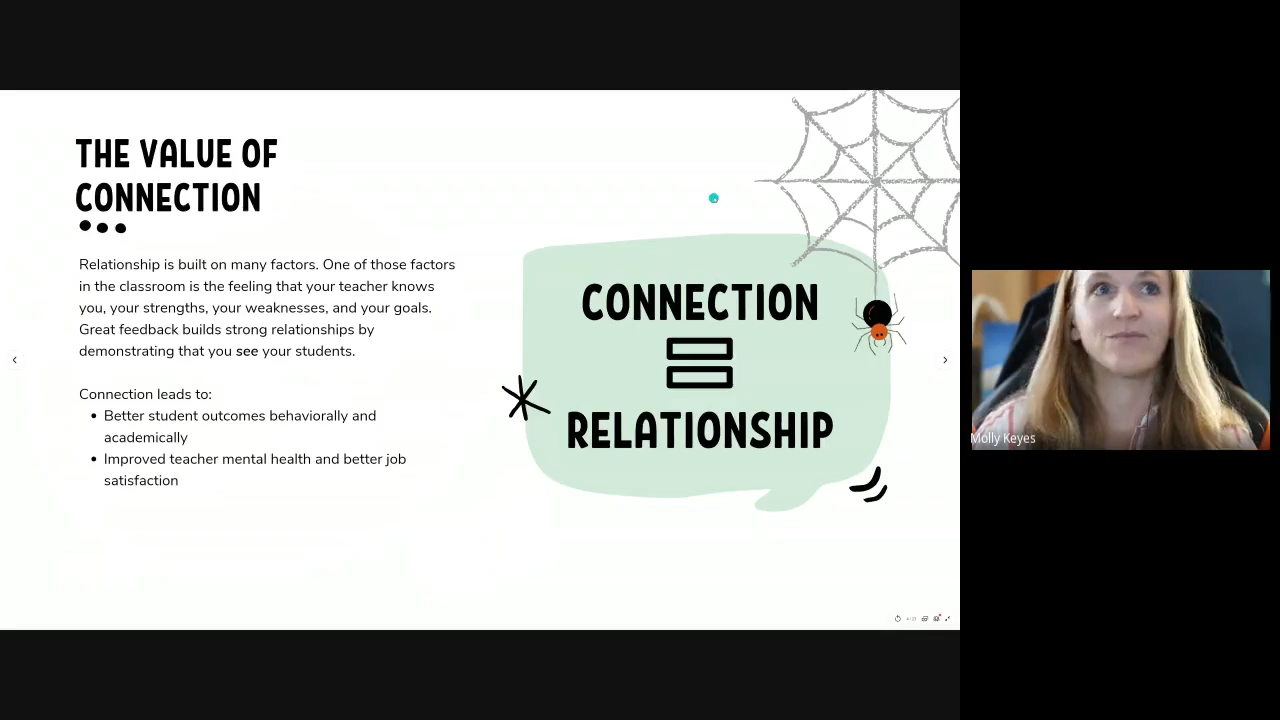 THE VALUE OF
CONNECTION
Relationship is built on many factors. One of those factors
in the classroom is the feeling that your teacher knows
you, your strengths, your weaknesses, and your goals.
Great feedback builds strong relationships by
demonstrating that you see your students.
Connection leads to:
• Better student outcomes behaviorally and
academically
• Improved teacher mental health and better job
satisfaction
CONNECTION
=
RELATIONSHIP
Molly Keyes